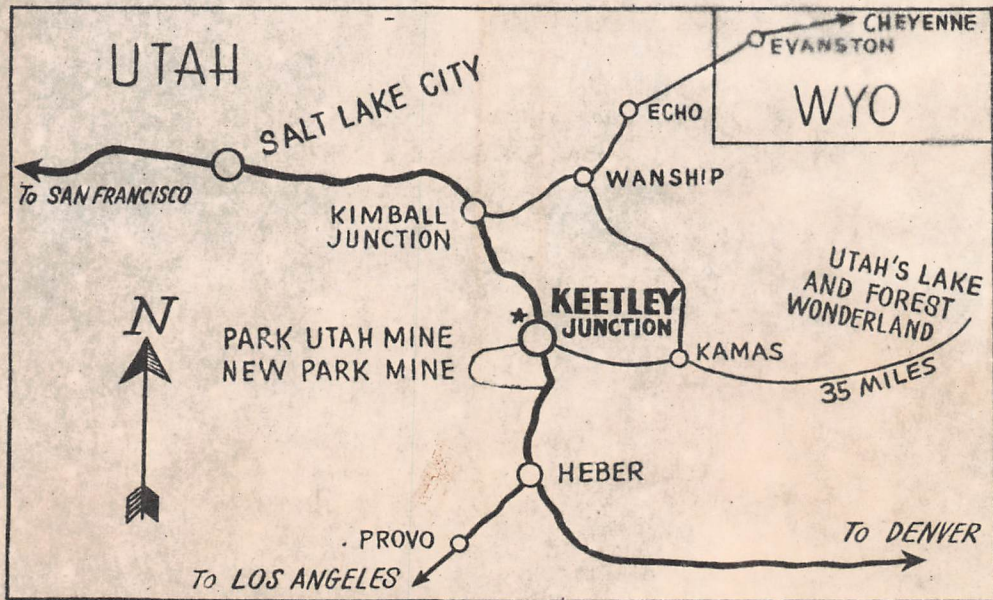 UTAH
CHEYENNE
EVANSTON
WYO
SALT LAKE CITY
ECHO
To SAN FRANCISCO
WANSHIP
KIMBALL
JUNCTION
UTAH'S LAKE
AND FOREST
WONDERLAND
N
*
KEETLEY
JUNCTION
PARK UTAH MINE
NEW PARK MINE
KAMAS
35 MILES
HEBER
PROVO
To DENVER
To LOS ANGELES